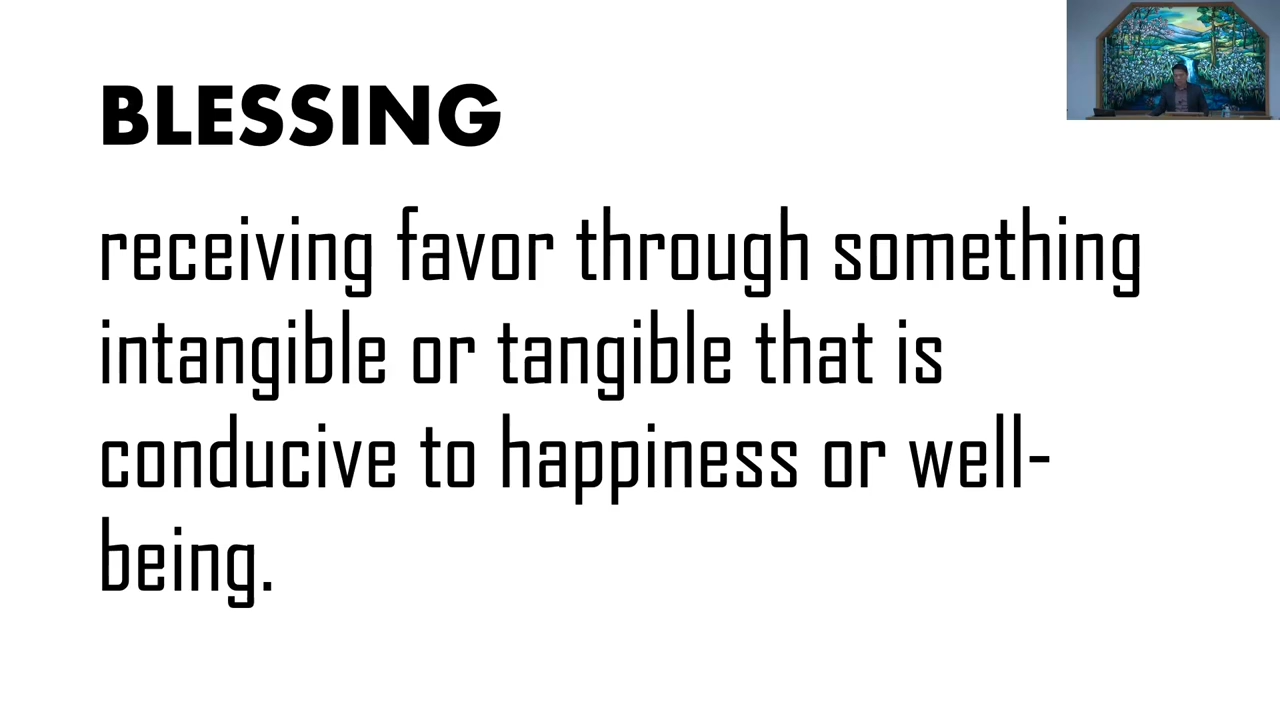 BLESSING
receiving favor through something
intangible or tangible that is
conducive to happiness or well-
being.